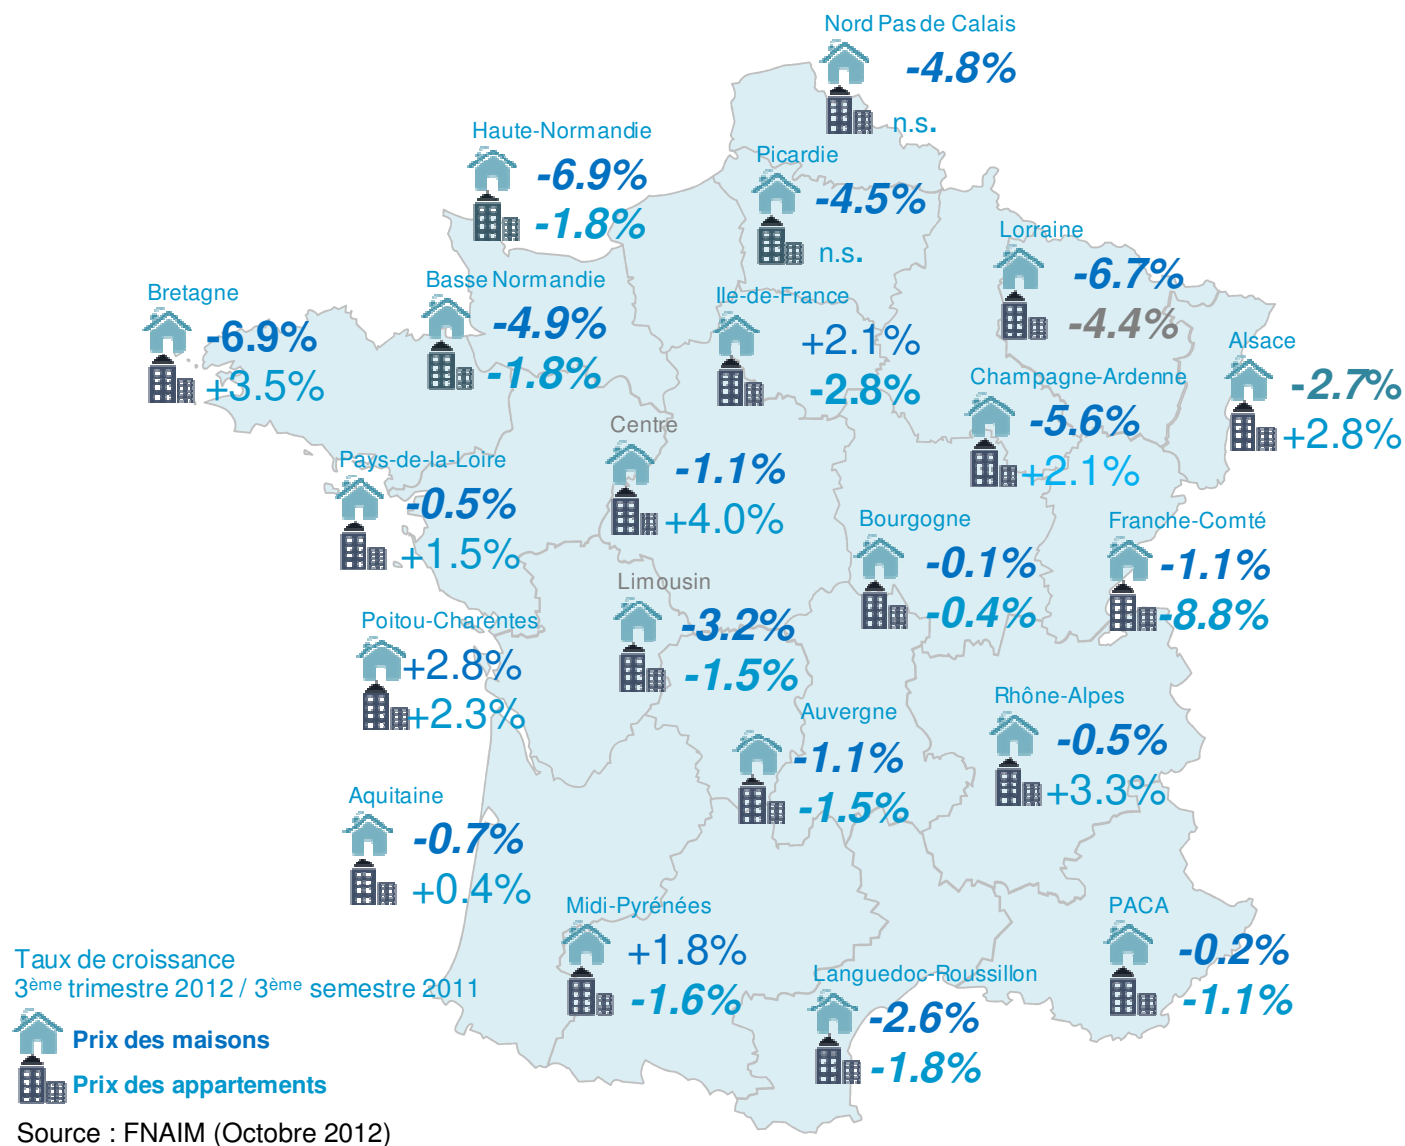 Nord Pas de Calais
-4.8%
n.s.
Haute-Normandie
-6.9%
-1.8%
Picardie
-4.5%
n.s.
Lorraine
-6.7%
-4.4%
Bretagne
-6.9%
+3.5%
Basse Normandie
-4.9%
-1.8%
Ile-de-France
+2.1%
-2.8%
Alsace
-2.7%
+2.8%
Champagne-Ardenne
-5.6%
+2.1%
Centre
-1.1%
+4.0%
Pays-de-la-Loire
-0.5%
+1.5%
Bourgogne
-0.1%
-0.4%
Franche-Comté
-1.1%
-8.8%
Limousin
-3.2%
-1.5%
Poitou-Charentes
+2.8%
+2.3%
Auvergne
-1.1%
-1.5%
Rhône-Alpes
-0.5%
+3.3%
Aquitaine
-0.7%
+0.4%
Midi-Pyrénées
+1.8%
-1.6%
Languedoc-Roussillon
-2.6%
-1.8%
PACA
-0.2%
-1.1%
Taux de croissance
3ème trimestre 2012 / 3ème semestre 2011
Prix des maisons
Prix des appartements
Source : FNAIM (Octobre 2012)